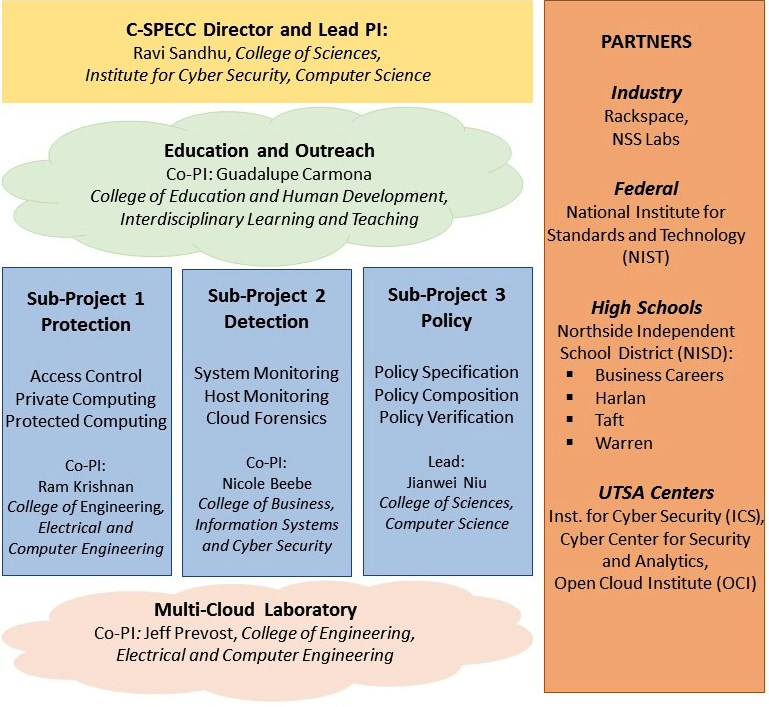 C-SPECC Director and Lead PI:
Ravi Sandhu, College of Sciences,
Institute for Cyber Security, Computer Science
Education and Outreach
Co-PI: Guadalupe Carmona
College of Education and Human Development,
Interdisciplinary Learning and Teaching
Sub-Project 1
Protection
Access Control
Private Computing
Protected Computing
Co-PI:
Ram Krishnan
College of Engineering,
Electrical and
Computer Engineering
Sub-Project 2
Detection
System Monitoring
Host Monitoring
Cloud Forensics
Co-PI:
Nicole Beebe
College of Business,
Information Systems
and Cyber Security
Sub-Project 3
Policy
Policy Specification
Policy Composition
Policy Verification
Lead:
Jianwei Niu
College of Sciences,
Computer Science
Multi-Cloud Laboratory
Co-PI: Jeff Prevost, College of Engineering,
Electrical and Computer Engineering
PARTNERS
Industry
Rackspace,
NSS Labs
Federal
National Institute for
Standards and Technology
(NIST)
High Schools
Northside Independent
School District (NISD):
▪ Business Careers
▪ Harlan
▪ Taft
▪ Warren
UTSA Centers
Inst. for Cyber Security (ICS),
Cyber Center for Security
and Analytics,
Open Cloud Institute (OCI)